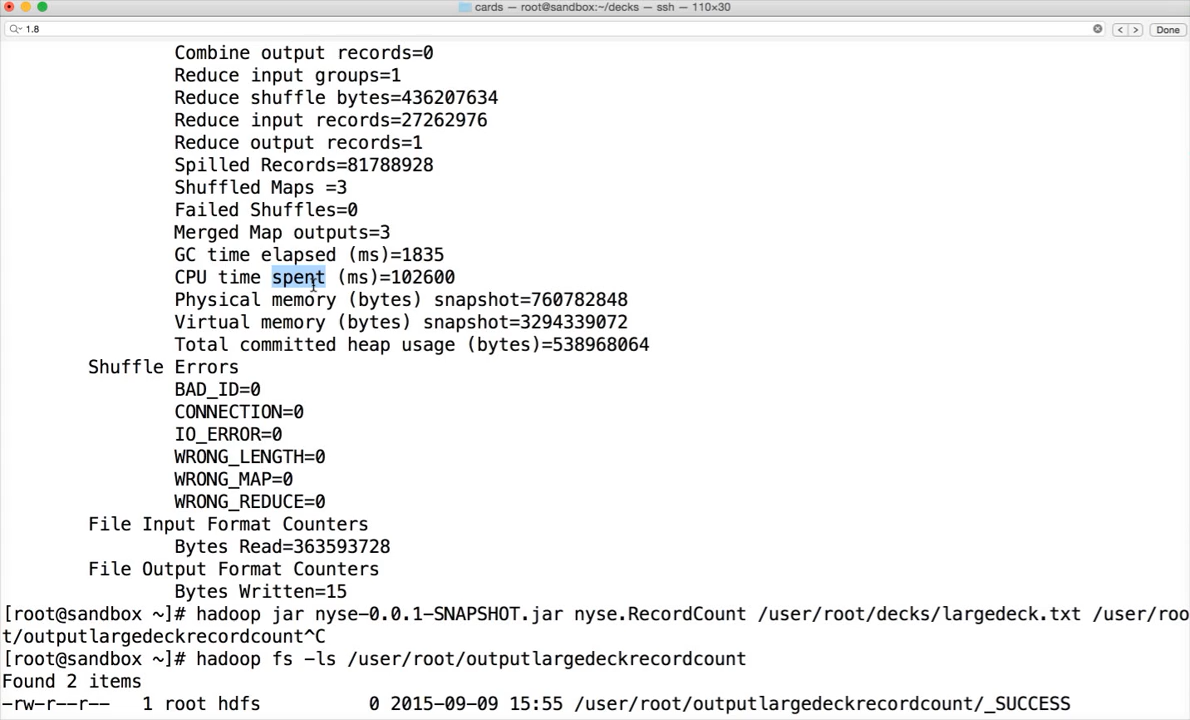 cards — root@sandbox:~/decks — ssh — 110×30
1.8
Done
Combine output records=0
Reduce input groups=1
Reduce shuffle bytes=436207634
Reduce input records=27262976
Reduce output records=1
Spilled Records=81788928
Shuffled Maps =3
Failed Shuffles=0
Merged Map outputs=3
GC time elapsed (ms)=1835
CPU time spent (ms)=102600
Physical memory (bytes) snapshot=760782848
Virtual memory (bytes) snapshot=3294339072
Total committed heap usage (bytes)=538968064
Shuffle Errors
BAD_ID=0
CONNECTION=0
IO_ERROR=0
WRONG_LENGTH=0
WRONG_MAP=0
WRONG_REDUCE=0
File Input Format Counters
Bytes Read=363593728
File Output Format Counters
Bytes Written=15
[root@sandbox ~]# hadoop jar nyse-0.0.1-SNAPSHOT.jar nyse.RecordCount /user/root/decks/largedeck.txt /user/roo
t/outputlargedeckrecordcount^C
[root@sandbox ~]# hadoop fs -ls /user/root/outputlargedeckrecordcount
Found 2 items
-rw-r--r--   1 root hdfs          0 2015-09-09 15:55 /user/root/outputlargedeckrecordcount/_SUCCESS